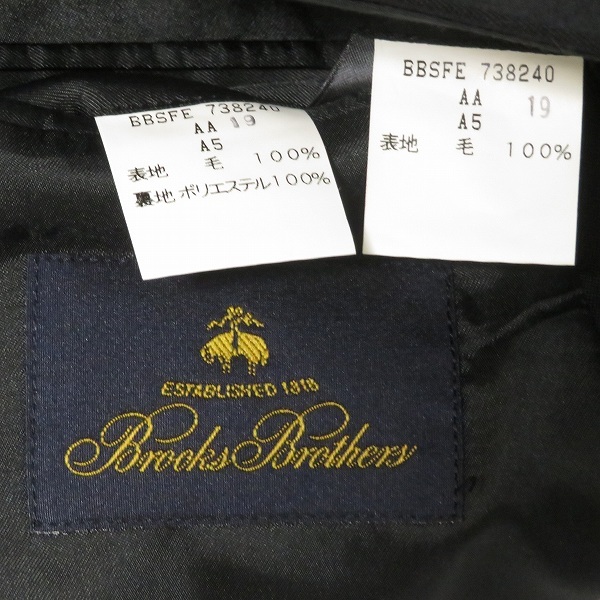 BBSFE 738240
AA 19
A5
表地 毛 100%
裏地 ポリエステル100%
BBSFE 738240
AA 19
A5
表地 毛 100%
ESTABLISHED 1818
Brooks Brothers